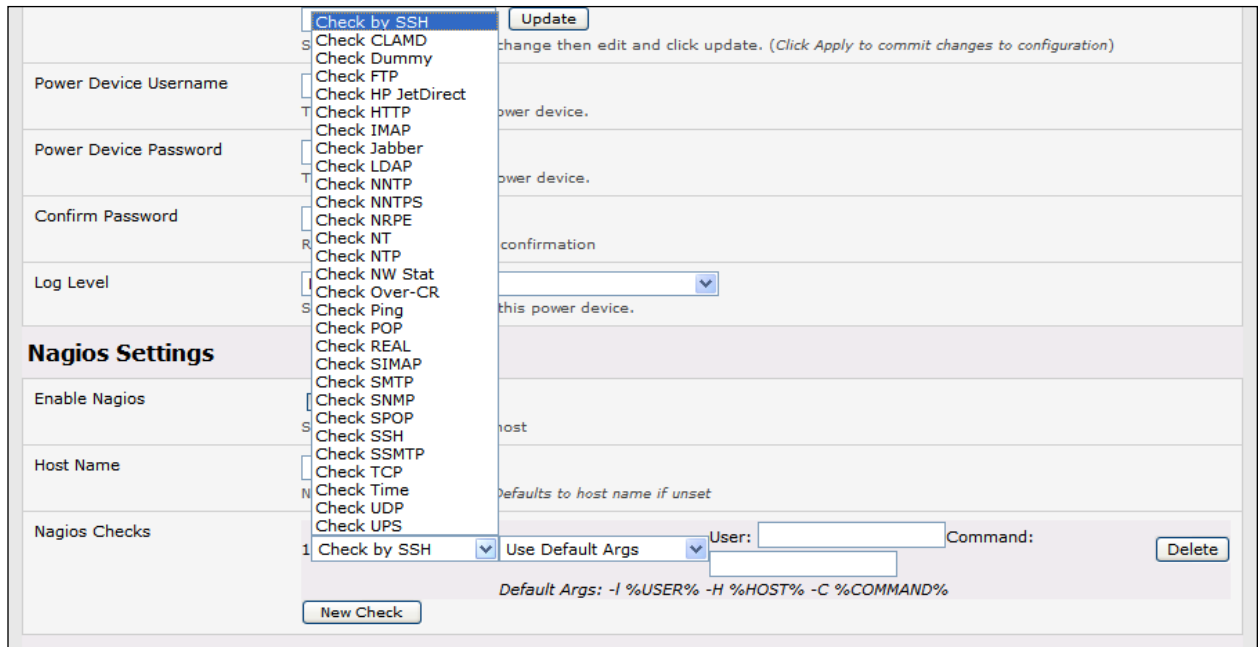 Check by SSH
Update
Check CLAMD
change then edit and click update. (Click Apply to commit changes to configuration)
Check Dummy
Check FTP
Power Device Username
Check HP JetDirect
Check HTTP
power device.
Check IMAP
Power Device Password
Check Jabber
Check LDAP
Check NNTP
power device.
Check NNTPS
Confirm Password
Check NRPE
Check NT
confirmation
Check NTP
Check NW Stat
Log Level
Check Over-CR
Check Ping
this power device.
Check POP
Check REAL
Nagios Settings
Check SIMAP
Check SMTP
Enable Nagios
Check SNMP
Check SPOP
host
Check SSH
Check SSMTP
Host Name
Check TCP
Check Time
Defaults to host name if unset
Check UDP
Check UPS
Nagios Checks
1 Check by SSH Use Default Args User: Command: Delete
Default Args: -l %USER% -H %HOST% -C %COMMAND%
New Check